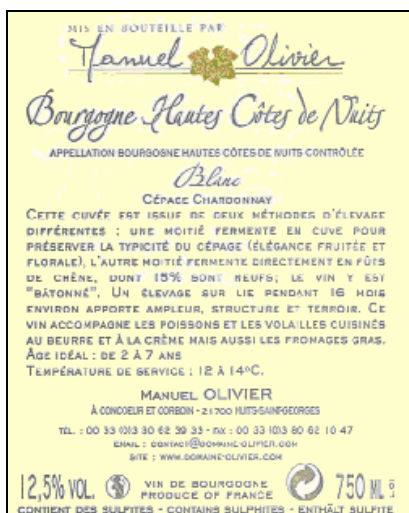 MIS EN BOUTEILLE PAR
Manuel Olivier
Bourgogne Hautes Côtes de Nuits
APPELLATION BOURGOGNE HAUTES CÔTES DE NUITS CONTRÔLÉE
Blanc
CÉPAGE CHARDONNAY
CETTE CUVÉE EST ISSUE DE DEUX MÉTHODES D'ÉLEVAGE
DIFFÉRENTES : UNE MOITIÉ FERMENTE EN CUVE POUR
PRÉSERVER LA TYPICITÉ DU CÉPAGE (ÉLÉGANCE FRUITÉE ET
FLORALE), L'AUTRE MOITIÉ FERMENTE DIRECTEMENT EN FÛTS
DE CHÊNE, DONT 15% SONT NEUFS; LE VIN Y EST
"BÂTONNÉ". UN ÉLEVAGE SUR LIE PENDANT 16 MOIS
ENVIRON APPORTE AMPLEUR, STRUCTURE ET TERROIR. CE
VIN ACCOMPAGNE LES POISSONS ET LES VOLAILLES CUISINÉS
AU BEURRE ET À LA CRÈME MAIS AUSSI LES FROMAGES GRAS.
ÂGE IDÉAL : DE 2 À 7 ANS
TEMPÉRATURE DE SERVICE : 12 À 14°C.
MANUEL OLIVIER
À CONCOEUR ET CORBOIN - 21700 NUITS-SAINT-GEORGES
TÉL. : 00 33 (0)3 80 62 39 33 - FAX : 00 33 (0)3 80 62 10 47
EMAIL : CONTACT@DOMAINE-OLIVIER.COM
SITE : WWW.DOMAINE-OLIVIER.COM
12,5% VOL.
VIN DE BOURGOGNE
PRODUCE OF FRANCE
750 ML
CONTIENT DES SULFITES - CONTAINS SULPHITES - ENTHÄLT SULFITE